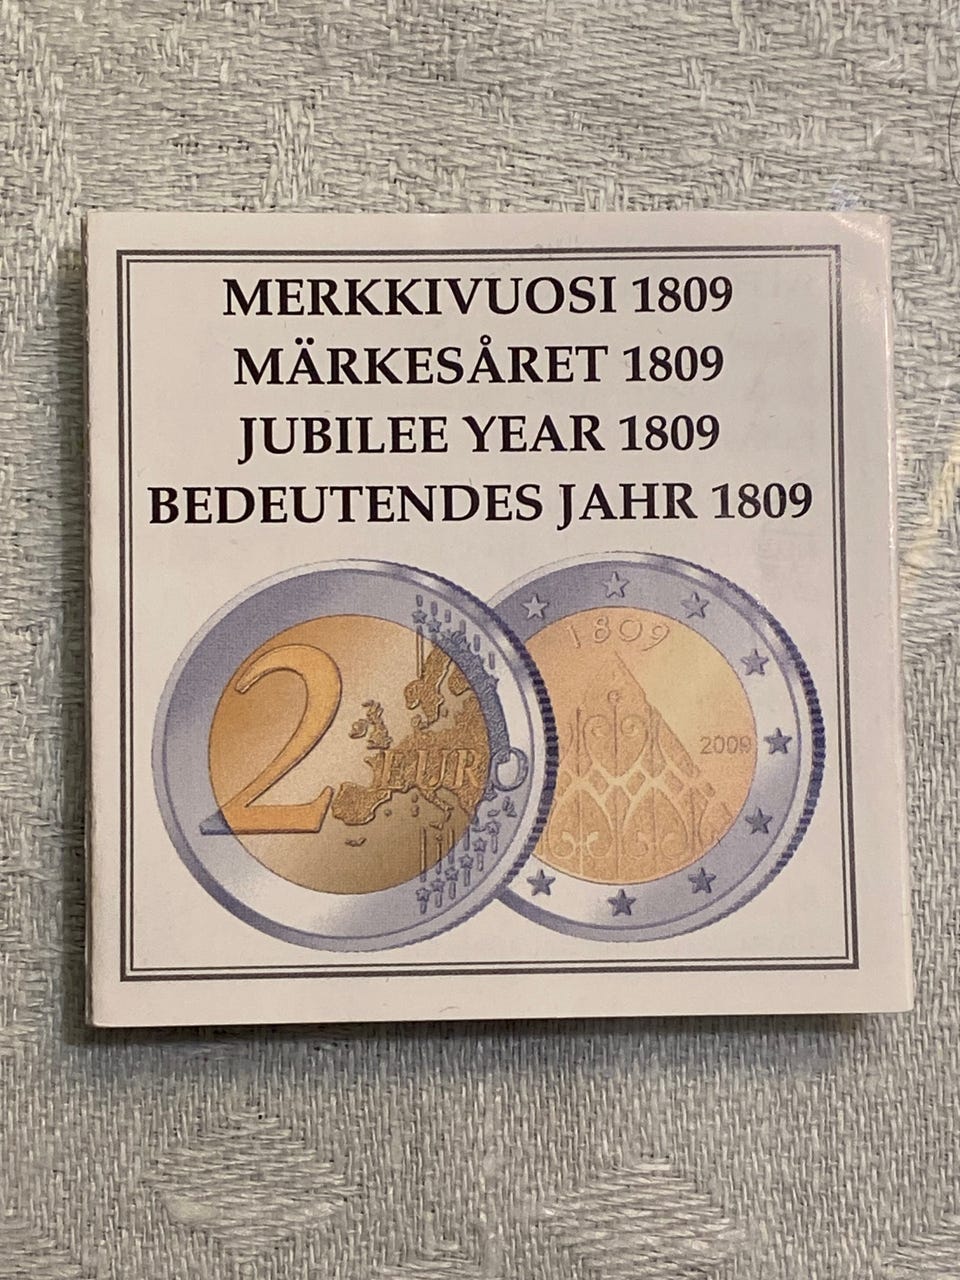 MERKKIVUOSI 1809
MÄRKESÅRET 1809
JUBILEE YEAR 1809
BEDEUTENDES JAHR 1809
2 EURO
1809
2009